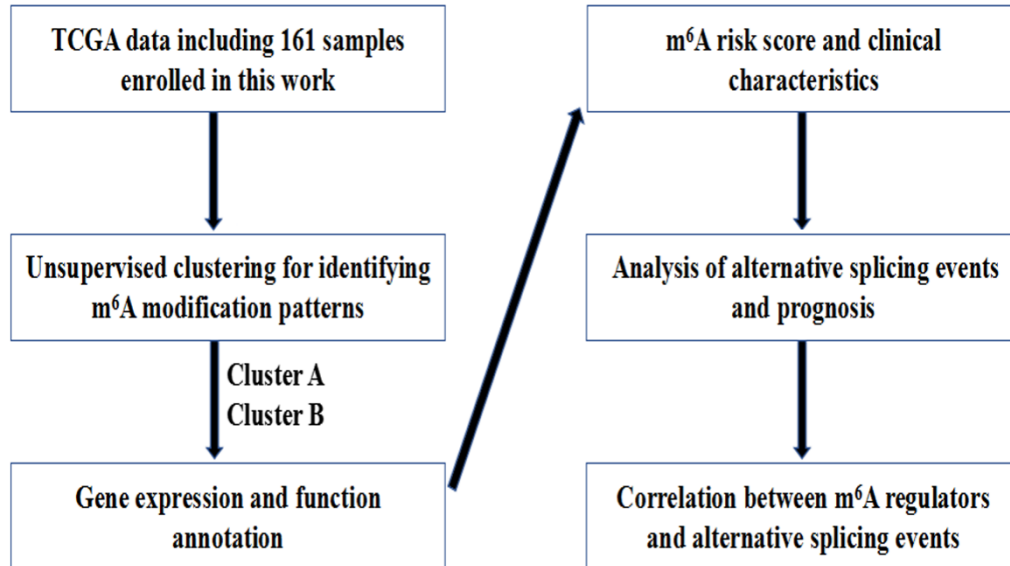 TCGA data including 161 samples
enrolled in this work
Unsupervised clustering for identifying
m⁶A modification patterns
Cluster A
Cluster B
Gene expression and function
annotation
m⁶A risk score and clinical
characteristics
Analysis of alternative splicing events
and prognosis
Correlation between m⁶A regulators
and alternative splicing events